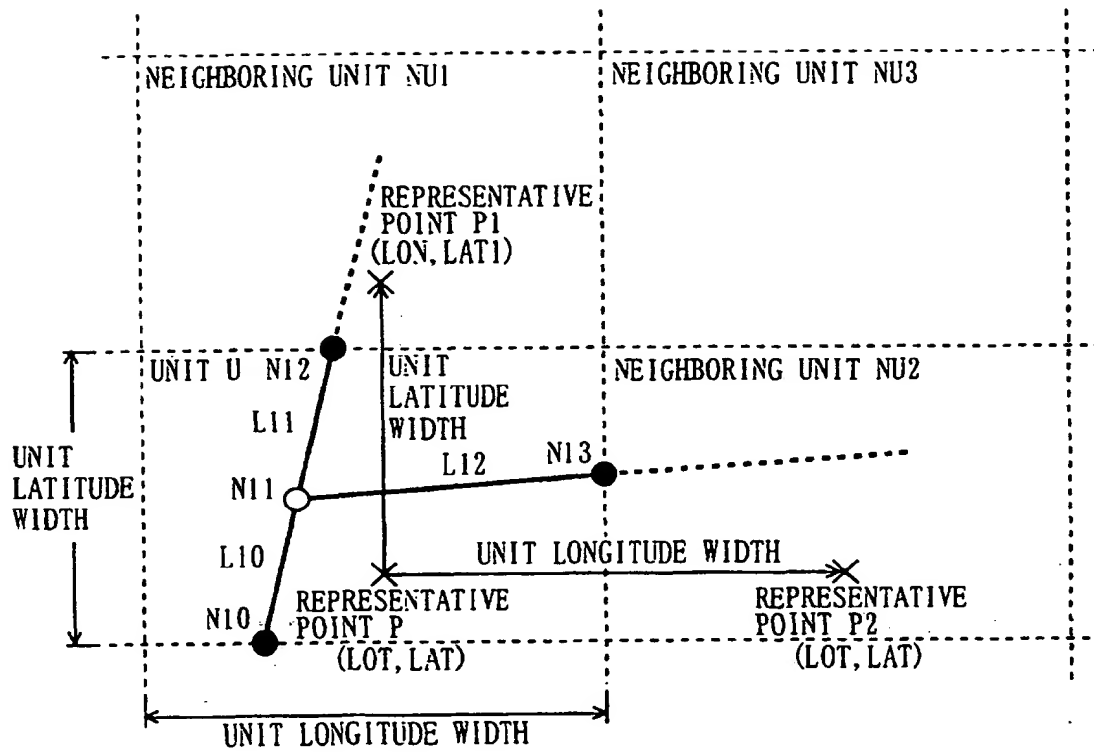 NEIGHBORING UNIT NU1
NEIGHBORING UNIT NU3
REPRESENTATIVE
POINT P1
(LON, LAT1)
UNIT U N12
UNIT
LATITUDE
WIDTH
NEIGHBORING UNIT NU2
L11
N13
L12
UNIT
LATITUDE
WIDTH
N11
L10
UNIT LONGITUDE WIDTH
N10
REPRESENTATIVE
POINT P
(LOT, LAT)
REPRESENTATIVE
POINT P2
(LOT, LAT)
UNIT LONGITUDE WIDTH